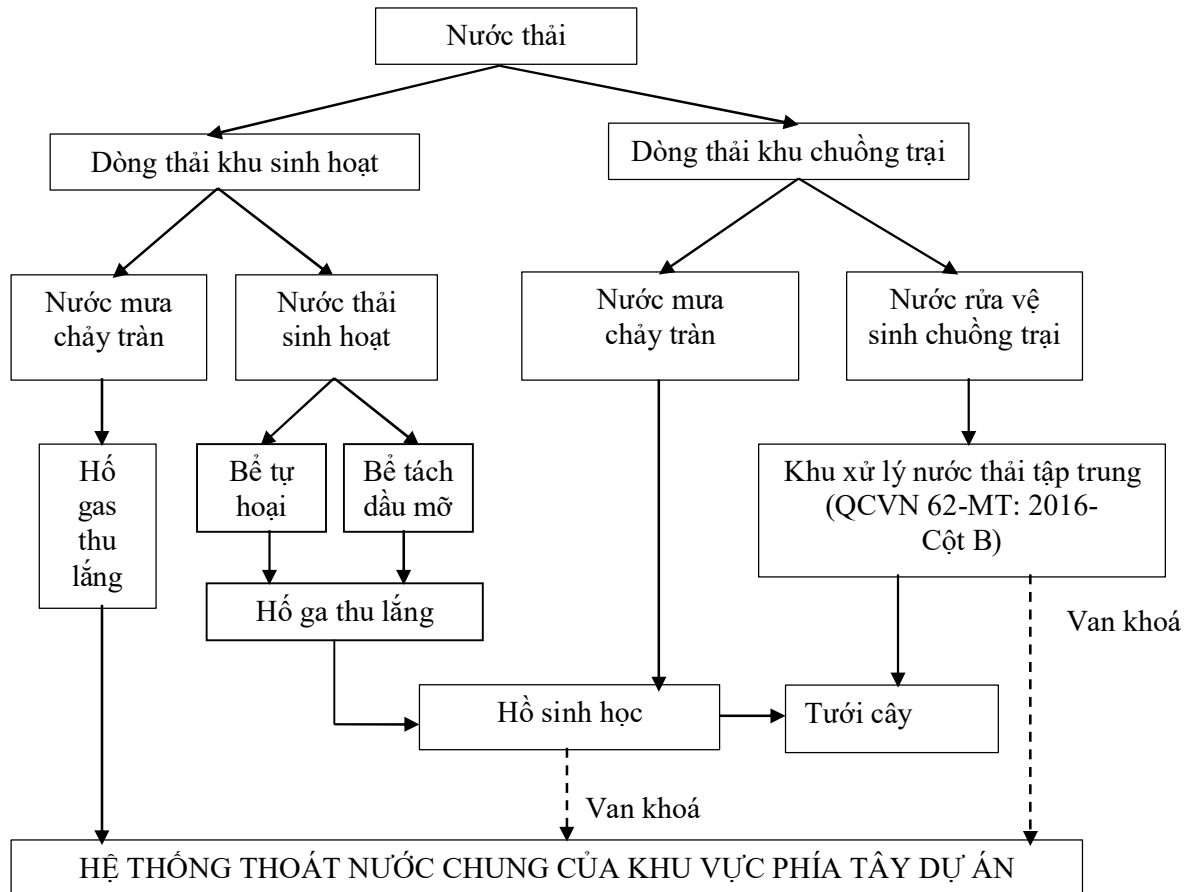 Nước thải
Dòng thải khu sinh hoạt
Dòng thải khu chuồng trại
Nước mưa
chảy tràn
Nước thải
sinh hoạt
Nước mưa
chảy tràn
Nước rửa vệ
sinh chuồng trại
Hố
gas
thu
lắng
Bể tự
hoại
Bể tách
dầu mỡ
Khu xử lý nước thải tập trung
(QCVN 62-MT: 2016-
Cột B)
Hố ga thu lắng
Van khoá
Hồ sinh học
Tưới cây
Van khoá
HỆ THỐNG THOÁT NƯỚC CHUNG CỦA KHU VỰC PHÍA TÂY DỰ ÁN